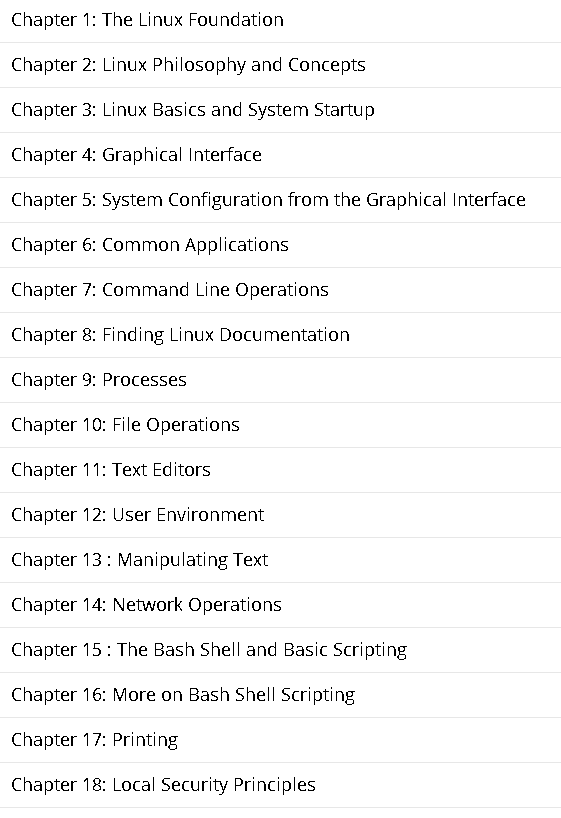 Chapter 1: The Linux Foundation
Chapter 2: Linux Philosophy and Concepts
Chapter 3: Linux Basics and System Startup
Chapter 4: Graphical Interface
Chapter 5: System Configuration from the Graphical Interface
Chapter 6: Common Applications
Chapter 7: Command Line Operations
Chapter 8: Finding Linux Documentation
Chapter 9: Processes
Chapter 10: File Operations
Chapter 11: Text Editors
Chapter 12: User Environment
Chapter 13 : Manipulating Text
Chapter 14: Network Operations
Chapter 15 : The Bash Shell and Basic Scripting
Chapter 16: More on Bash Shell Scripting
Chapter 17: Printing
Chapter 18: Local Security Principles